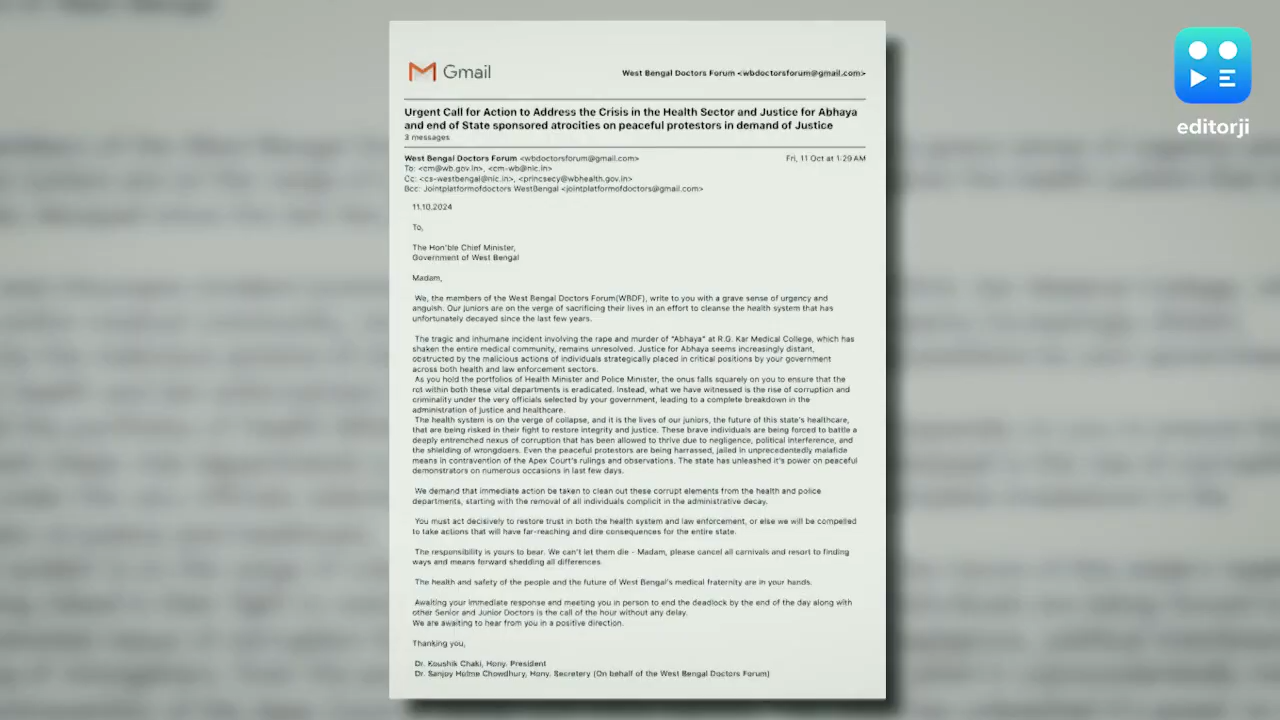 Gmail
West Bengal Doctors Forum <wbdoctorsforum@gmail.com>
editorji
Urgent Call for Action to Address the Crisis in the Health Sector and Justice for Abhaya
and end of State sponsored atrocities on peaceful protestors in demand of Justice
3 messages
West Bengal Doctors Forum <wbdoctorsforum@gmail.com> Fri, 11 Oct at 1:29 AM
To: <cm@wb.gov.in>, <cm-wb@nic.in>
Cc: <cs-westbengal@nic.in>, <princsecy@wbhealth.gov.in>
Bcc: Jointplatformofdoctors WestBengal <jointplatformofdoctors@gmail.com>
11.10.2024
To,
The Hon'ble Chief Minister,
Government of West Bengal
Madam,
We, the members of the West Bengal Doctors Forum(WBDF), write to you with a grave sense of urgency and
anguish. Our juniors are on the verge of sacrificing their lives in an effort to cleanse the health system that has
unfortunately decayed since the last few years.
The tragic and inhumane incident involving the rape and murder of "Abhaya" at R.G. Kar Medical College, which has
shaken the entire medical community, remains unresolved. Justice for Abhaya seems increasingly distant,
obstructed by the malicious actions of individuals strategically placed in critical positions by your government
across both health and law enforcement sectors.
As you hold the portfolios of Health Minister and Police Minister, the onus falls squarely on you to ensure that the
rot within both these vital departments is eradicated. Instead, what we have witnessed is the rise of corruption and
criminality under the very officials selected by your government, leading to a complete breakdown in the
administration of justice and healthcare.
The health system is on the verge of collapse, and it is the lives of our juniors, the future of this state's healthcare,
that are being risked in their fight to restore integrity and justice. These brave individuals are being forced to battle a
deeply entrenched nexus of corruption that has been allowed to thrive due to negligence, political interference, and
the shielding of wrongdoers. Even the peaceful protestors are being harassed, jailed in unprecedentedly malafide
means in contravention of the Apex Court's rulings and observations. The state has unleashed it's power on peaceful
demonstrators on numerous occasions in last few days.
We demand that immediate action be taken to clean out these corrupt elements from the health and police
departments, starting with the removal of all individuals complicit in the administrative decay.
You must act decisively to restore trust in both the health system and law enforcement, or else we will be compelled
to take actions that will have far-reaching and dire consequences for the entire state.
The responsibility is yours to bear. We can't let them die - Madam, please cancel all carnivals and resort to finding
ways and means forward shedding all differences.
The health and safety of the people and the future of West Bengal's medical fraternity are in your hands.
Awaiting your immediate response and meeting you in person to end the deadlock by the end of the day along with
other Senior and Junior Doctors is the call of the hour without any delay.
We are awaiting to hear from you in a positive direction.
Thanking you,
Dr. Koushik Chaki, Hony. President
Dr. Sanjoy Holme Chowdhury, Hony. Secretery (On behalf of the West Bengal Doctors Forum)